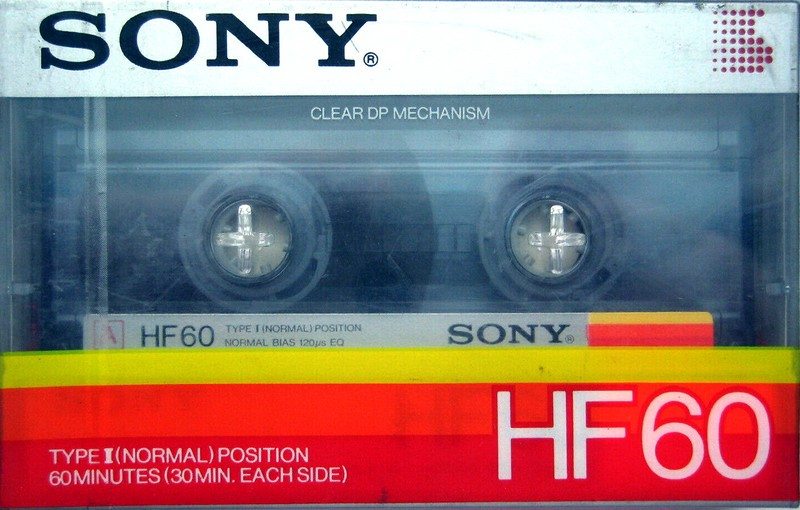 SONY®
CLEAR DP MECHANISM
A HF60 TYPE I (NORMAL) POSITION
NORMAL BIAS 120µs EQ
SONY®
HF60
TYPE I (NORMAL) POSITION
60 MINUTES (30 MIN. EACH SIDE)